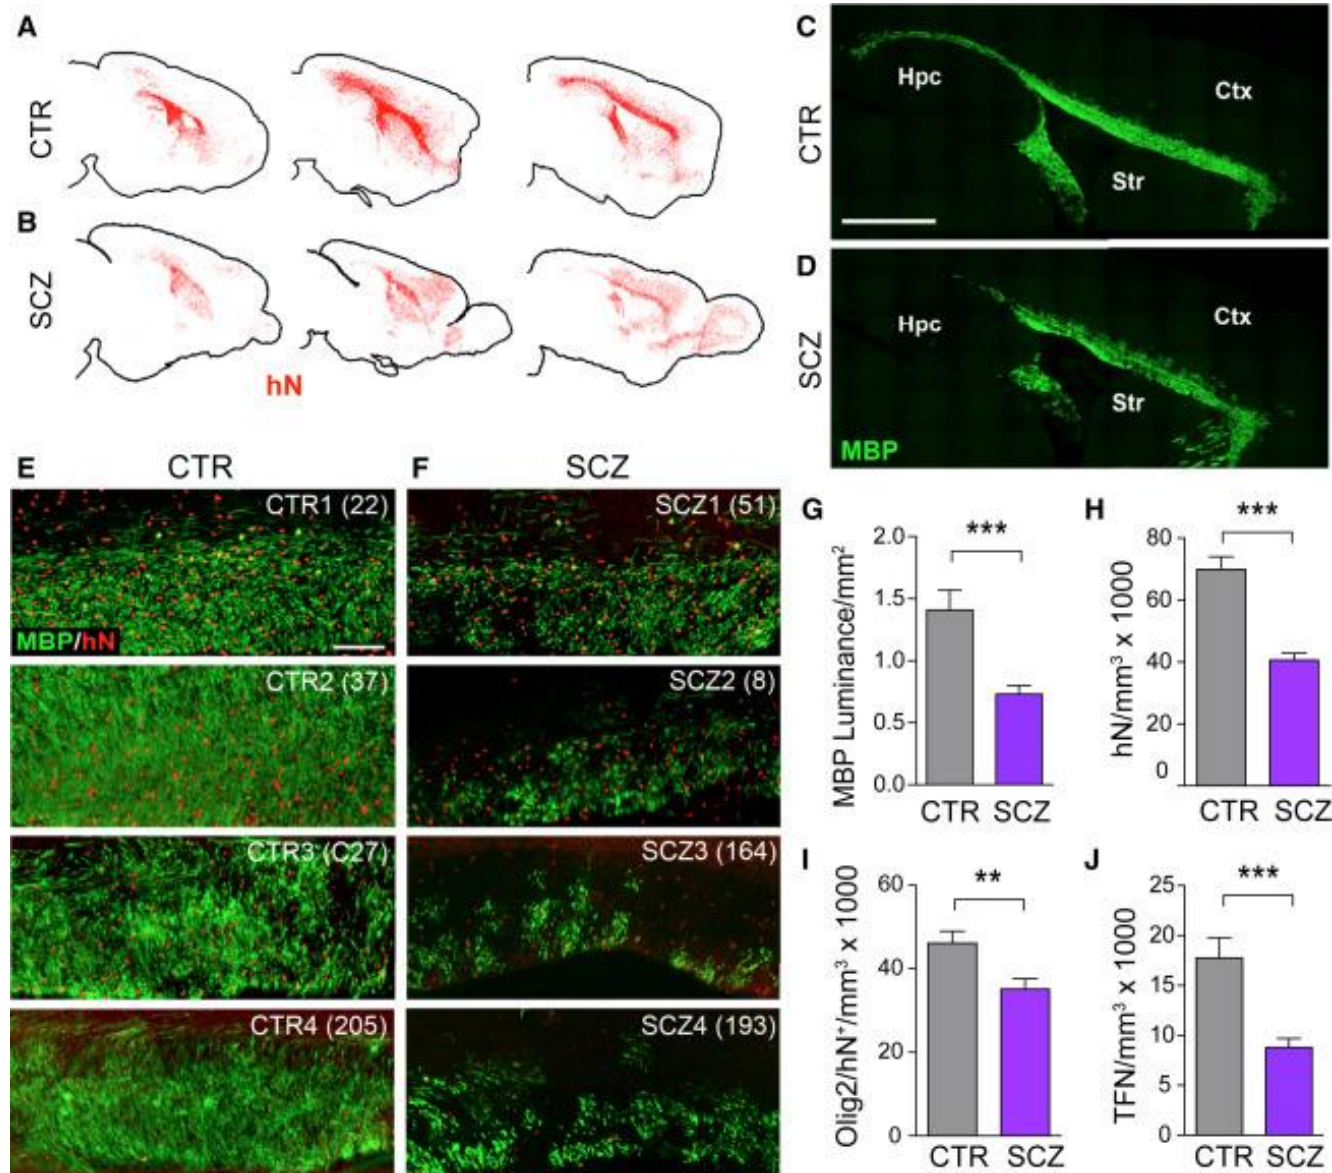 A
CTR
B
SCZ
hN
C
CTR
Hpc
Ctx
Str
D
SCZ
Hpc
Ctx
Str
MBP
E
CTR
F
SCZ
CTR1 (22)
MBP/hN
CTR2 (37)
CTR3 (C27)
CTR4 (205)
SCZ1 (51)
SCZ2 (8)
SCZ3 (164)
SCZ4 (193)
G
MBP Luminance/mm²
2.0
1.5
1.0
0.5
0.0
***
CTR SCZ
H
hN/mm³ x 1000
80
60
40
20
0
***
CTR SCZ
I
Olig2/hN⁺/mm³ x 1000
60
40
20
0
**
CTR SCZ
J
TFN/mm³ x 1000
25
20
15
10
5
0
***
CTR SCZ